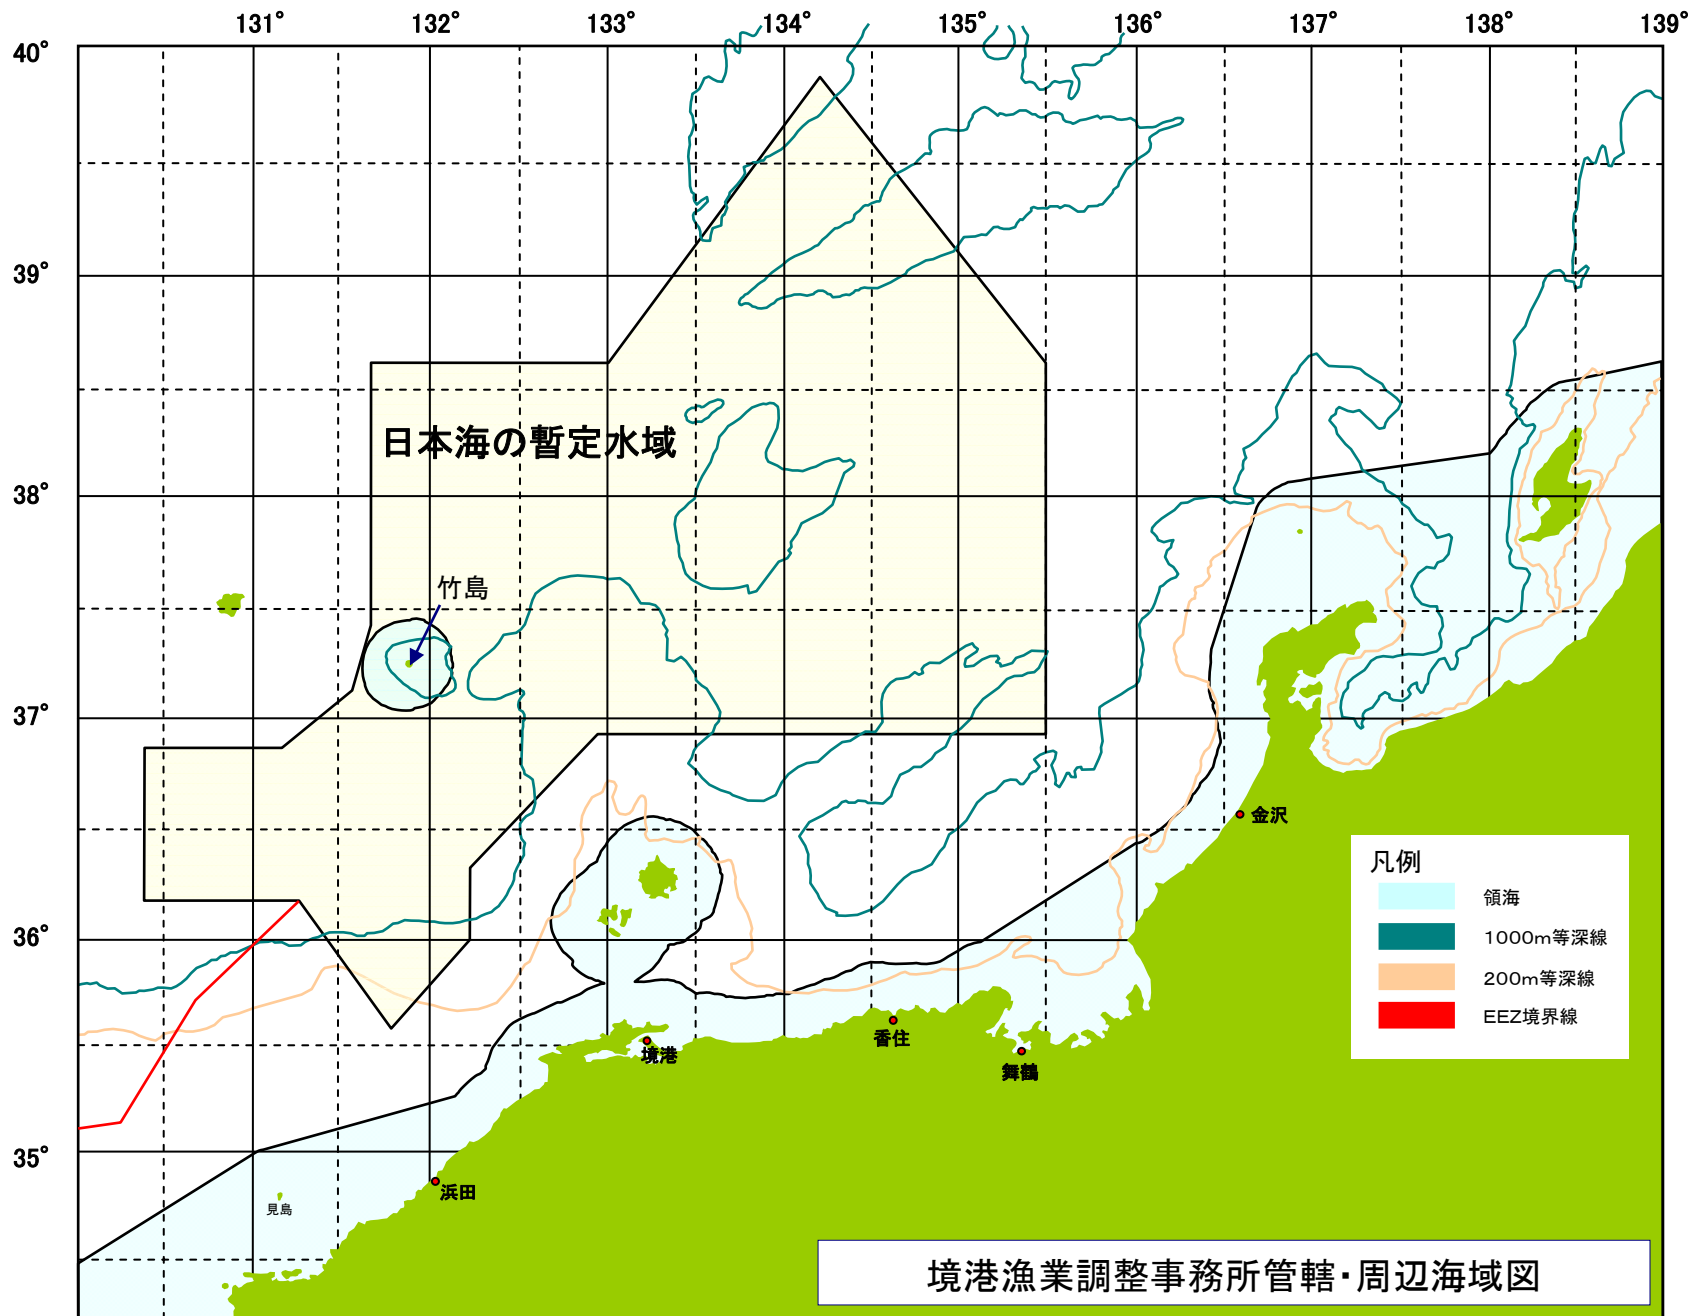 131° 132° 133° 134° 135° 136° 137° 138° 139°
40°
39°
38°
37°
36°
35°
日本海の暫定水域
竹島
金沢
境港
香住
舞鶴
浜田
見島
凡例
領海
1000m等深線
200m等深線
EEZ境界線
境港漁業調整事務所管轄・周辺海域図